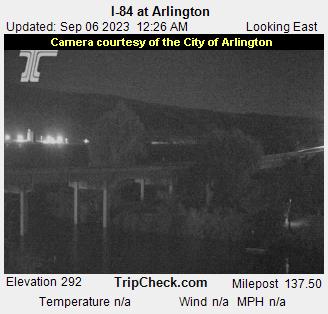 I-84 at Arlington
Updated: Sep 06 2023 12:26 AM Looking East
Camera courtesy of the City of Arlington
Elevation 292 TripCheck.com Milepost 137.50
Temperature n/a Wind n/a MPH n/a